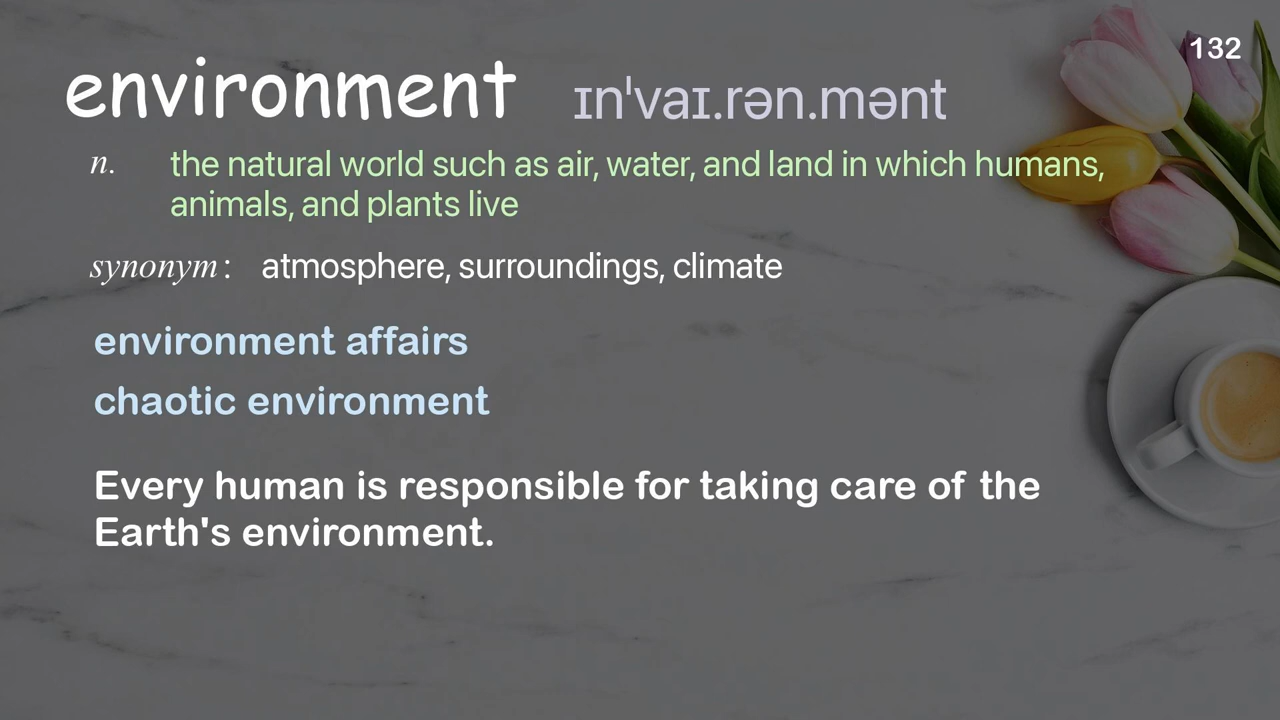 132
environment ɪnˈvaɪ.rən.mənt
n. the natural world such as air, water, and land in which humans,
animals, and plants live
synonym: atmosphere, surroundings, climate
environment affairs
chaotic environment
Every human is responsible for taking care of the
Earth's environment.